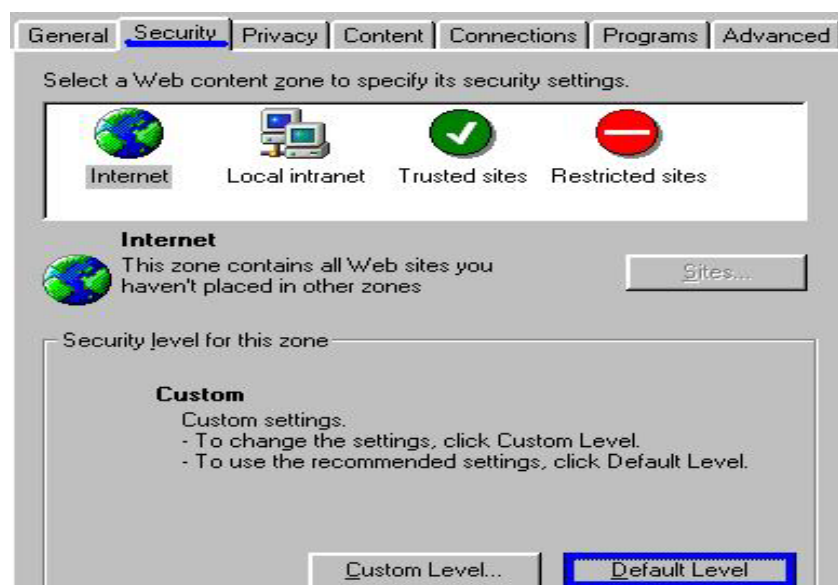 General Security Privacy Content Connections Programs Advanced
Select a Web content zone to specify its security settings.
Internet Local intranet Trusted sites Restricted sites
Internet
This zone contains all Web sites you
haven't placed in other zones
Sites...
Security level for this zone
Custom
Custom settings.
- To change the settings, click Custom Level.
- To use the recommended settings, click Default Level.
Custom Level... Default Level